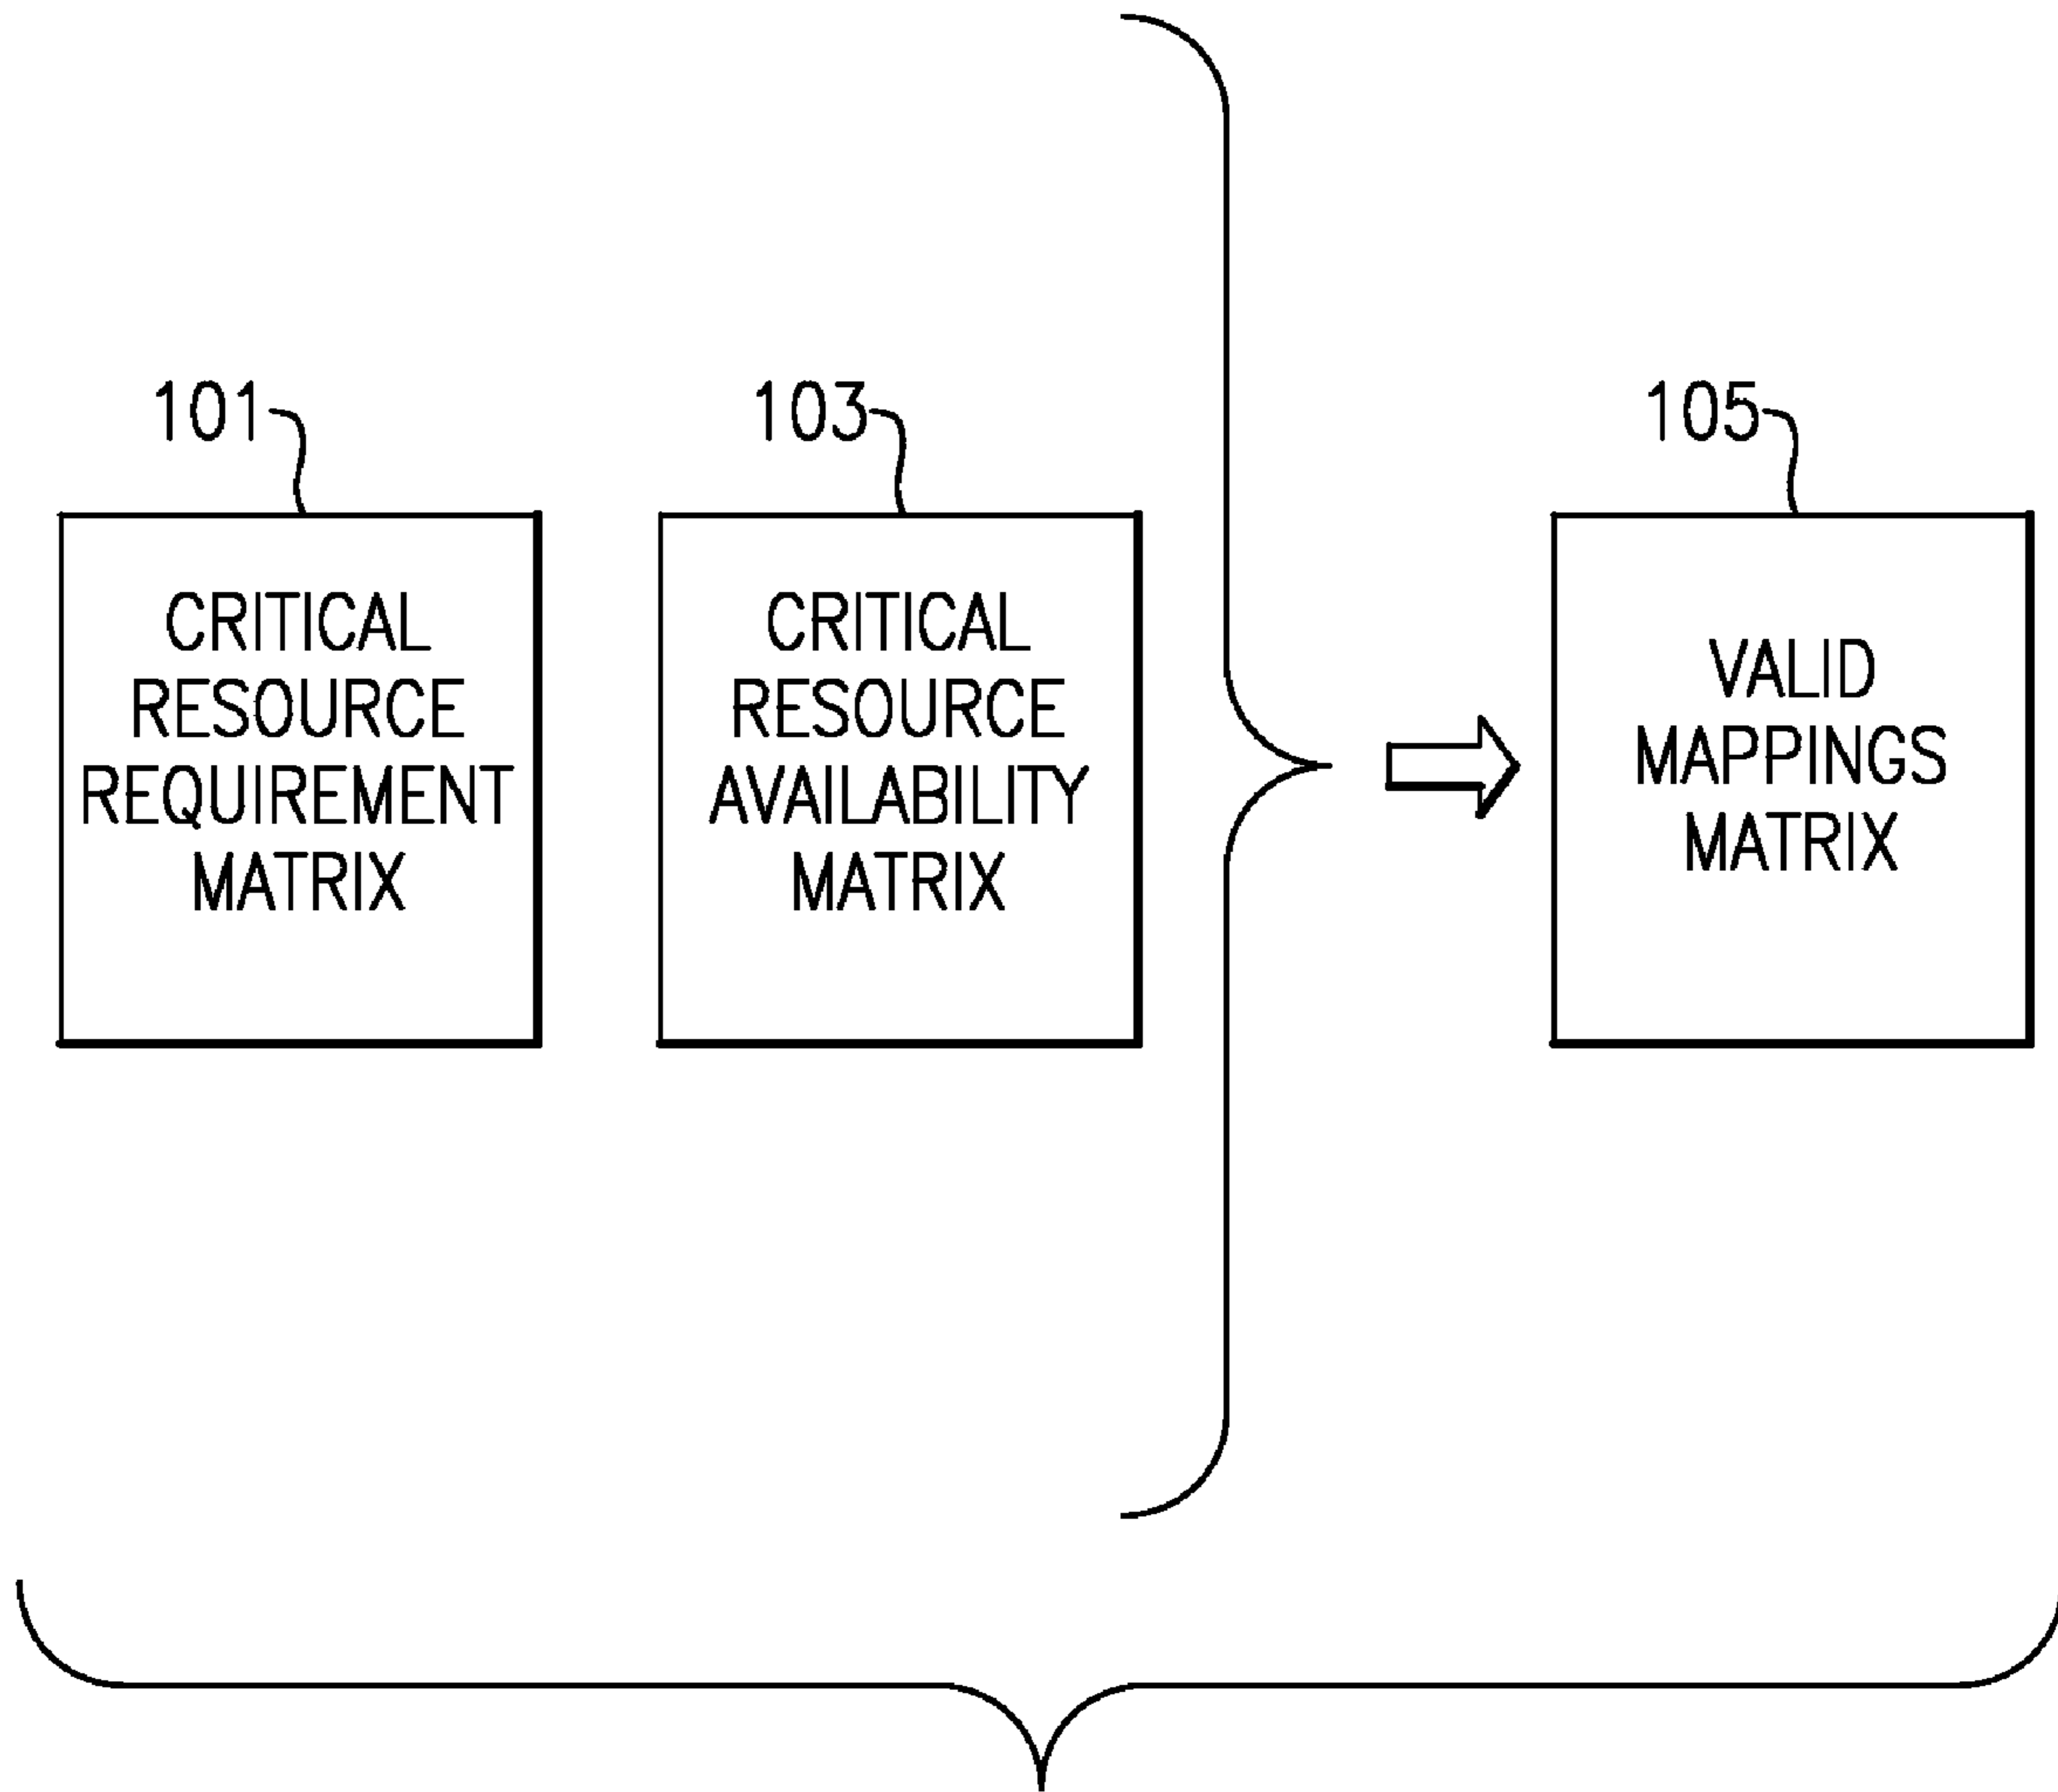 101
CRITICAL
RESOURCE
REQUIREMENT
MATRIX
103
CRITICAL
RESOURCE
AVAILABILITY
MATRIX
105
VALID
MAPPINGS
MATRIX